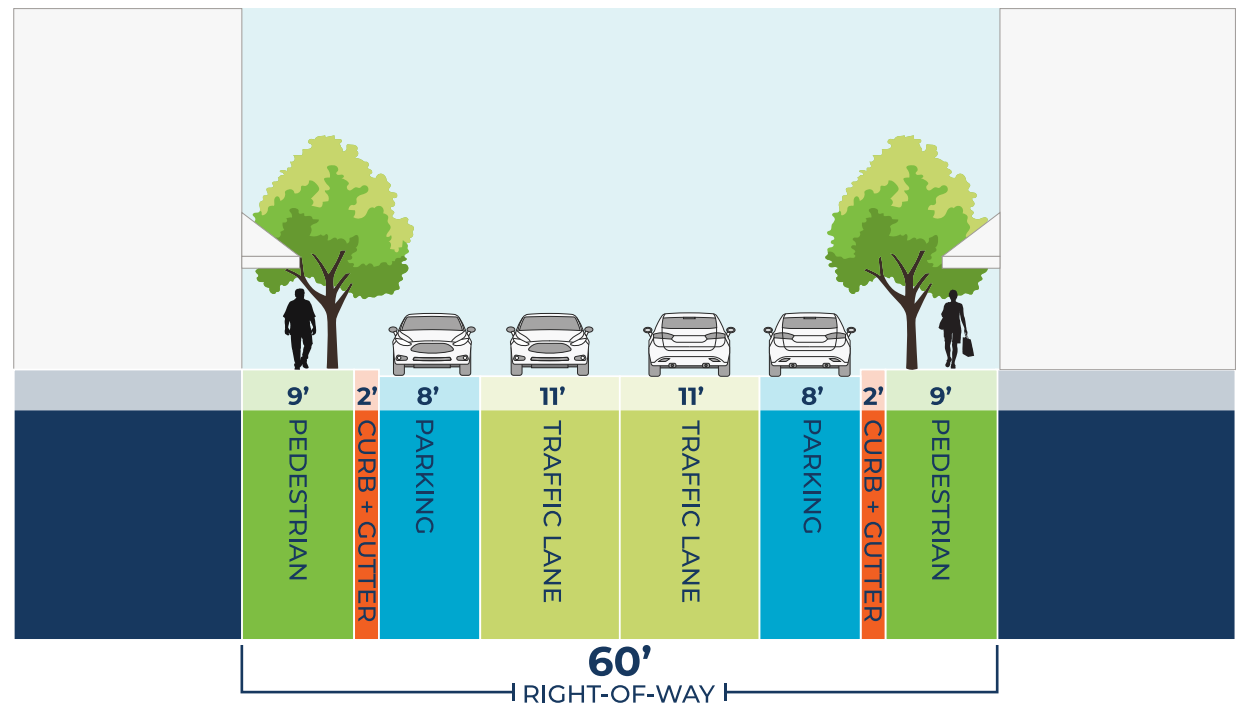 9’ 2’ 8’ 11’ 11’ 8’ 2’ 9’
PEDESTRIAN
CURB + GUTTER
PARKING
TRAFFIC LANE
TRAFFIC LANE
PARKING
CURB + GUTTER
PEDESTRIAN
60’
RIGHT-OF-WAY